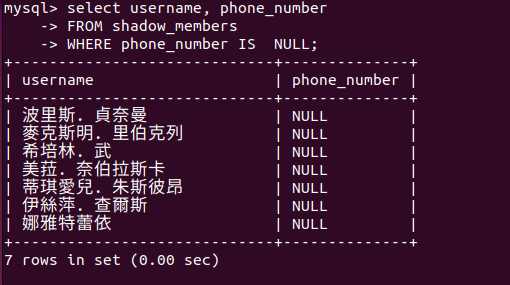 mysql> select username, phone_number
    -> FROM shadow_members
    -> WHERE phone_number IS  NULL;
+-----------------------------+--------------+
| username                    | phone_number |
+-----------------------------+--------------+
| 波里斯．貞奈曼 | NULL         |
| 麥克斯明．里伯克列 | NULL         |
| 希培林．武 | NULL         |
| 美菈．奈伯拉斯卡 | NULL         |
| 蒂琪愛兒．朱斯彼昂 | NULL         |
| 伊絲萍．查爾斯 | NULL         |
| 娜雅特蕾依 | NULL         |
+-----------------------------+--------------+
7 rows in set (0.00 sec)